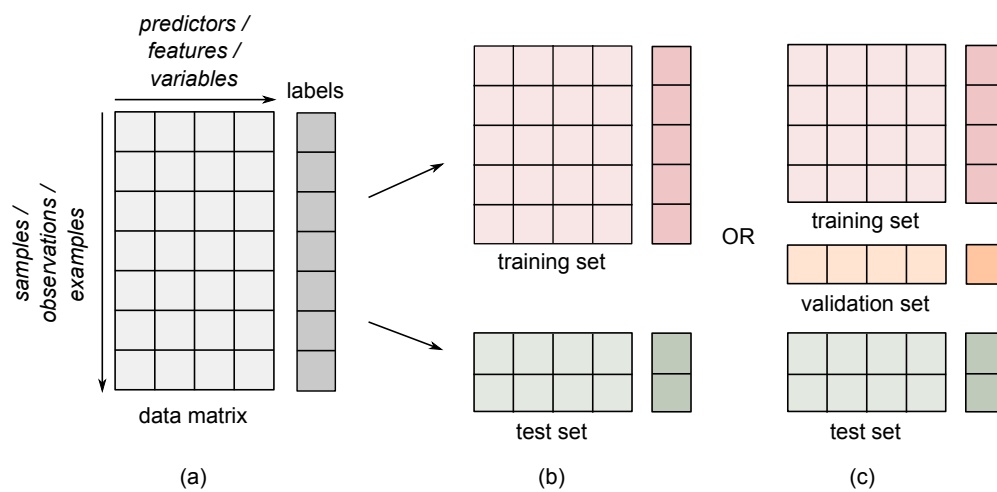 predictors /
features /
variables
labels
samples /
observations /
examples
data matrix
(a)
training set
test set
(b)
OR
training set
validation set
test set
(c)